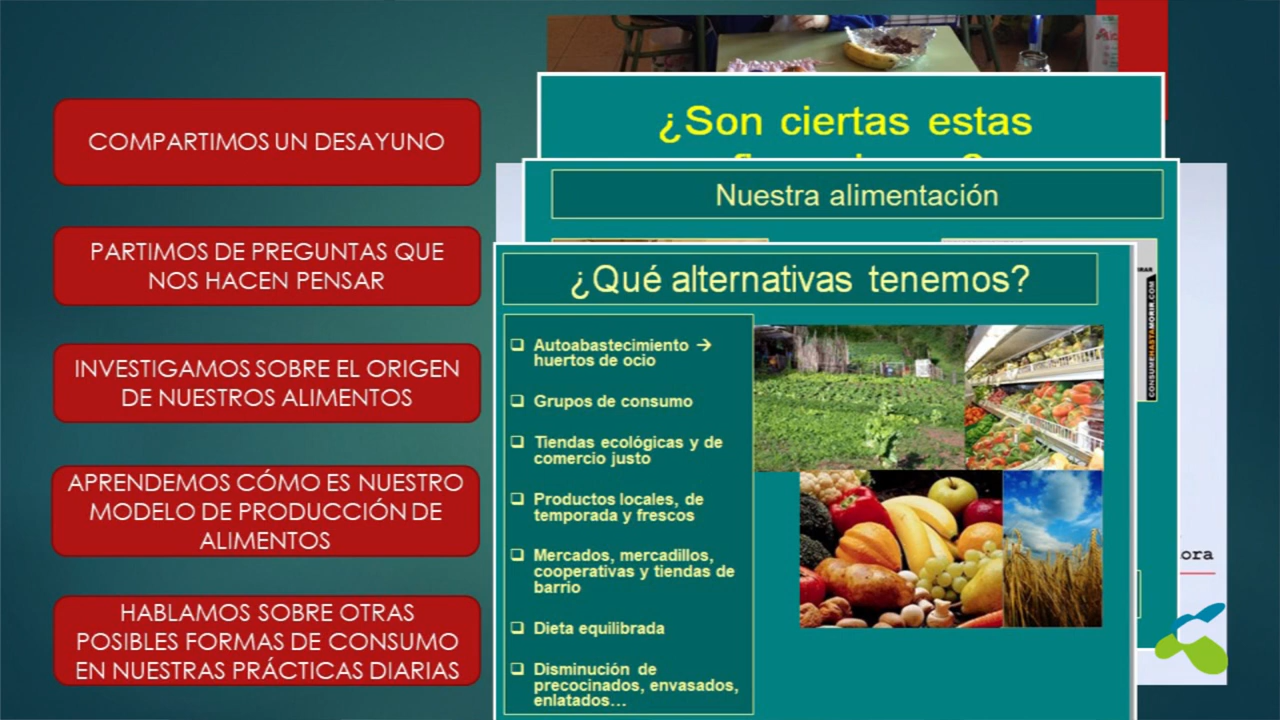 COMPARTIMOS UN DESAYUNO
PARTIMOS DE PREGUNTAS QUE
NOS HACEN PENSAR
INVESTIGAMOS SOBRE EL ORIGEN
DE NUESTROS ALIMENTOS
APRENDEMOS CÓMO ES NUESTRO
MODELO DE PRODUCCIÓN DE
ALIMENTOS
HABLAMOS SOBRE OTRAS
POSIBLES FORMAS DE CONSUMO
EN NUESTRAS PRÁCTICAS DIARIAS
¿Son ciertas estas
Nuestra alimentación
¿Qué alternativas tenemos?
Autoabastecimiento →
huertos de ocio
Grupos de consumo
Tiendas ecológicas y de
comercio justo
Productos locales, de
temporada y frescos
Mercados, mercadillos,
cooperativas y tiendas de
barrio
Dieta equilibrada
Disminución de
precocinados, envasados,
enlatados...
CONSUMEHASTAMORIR.COM
ora